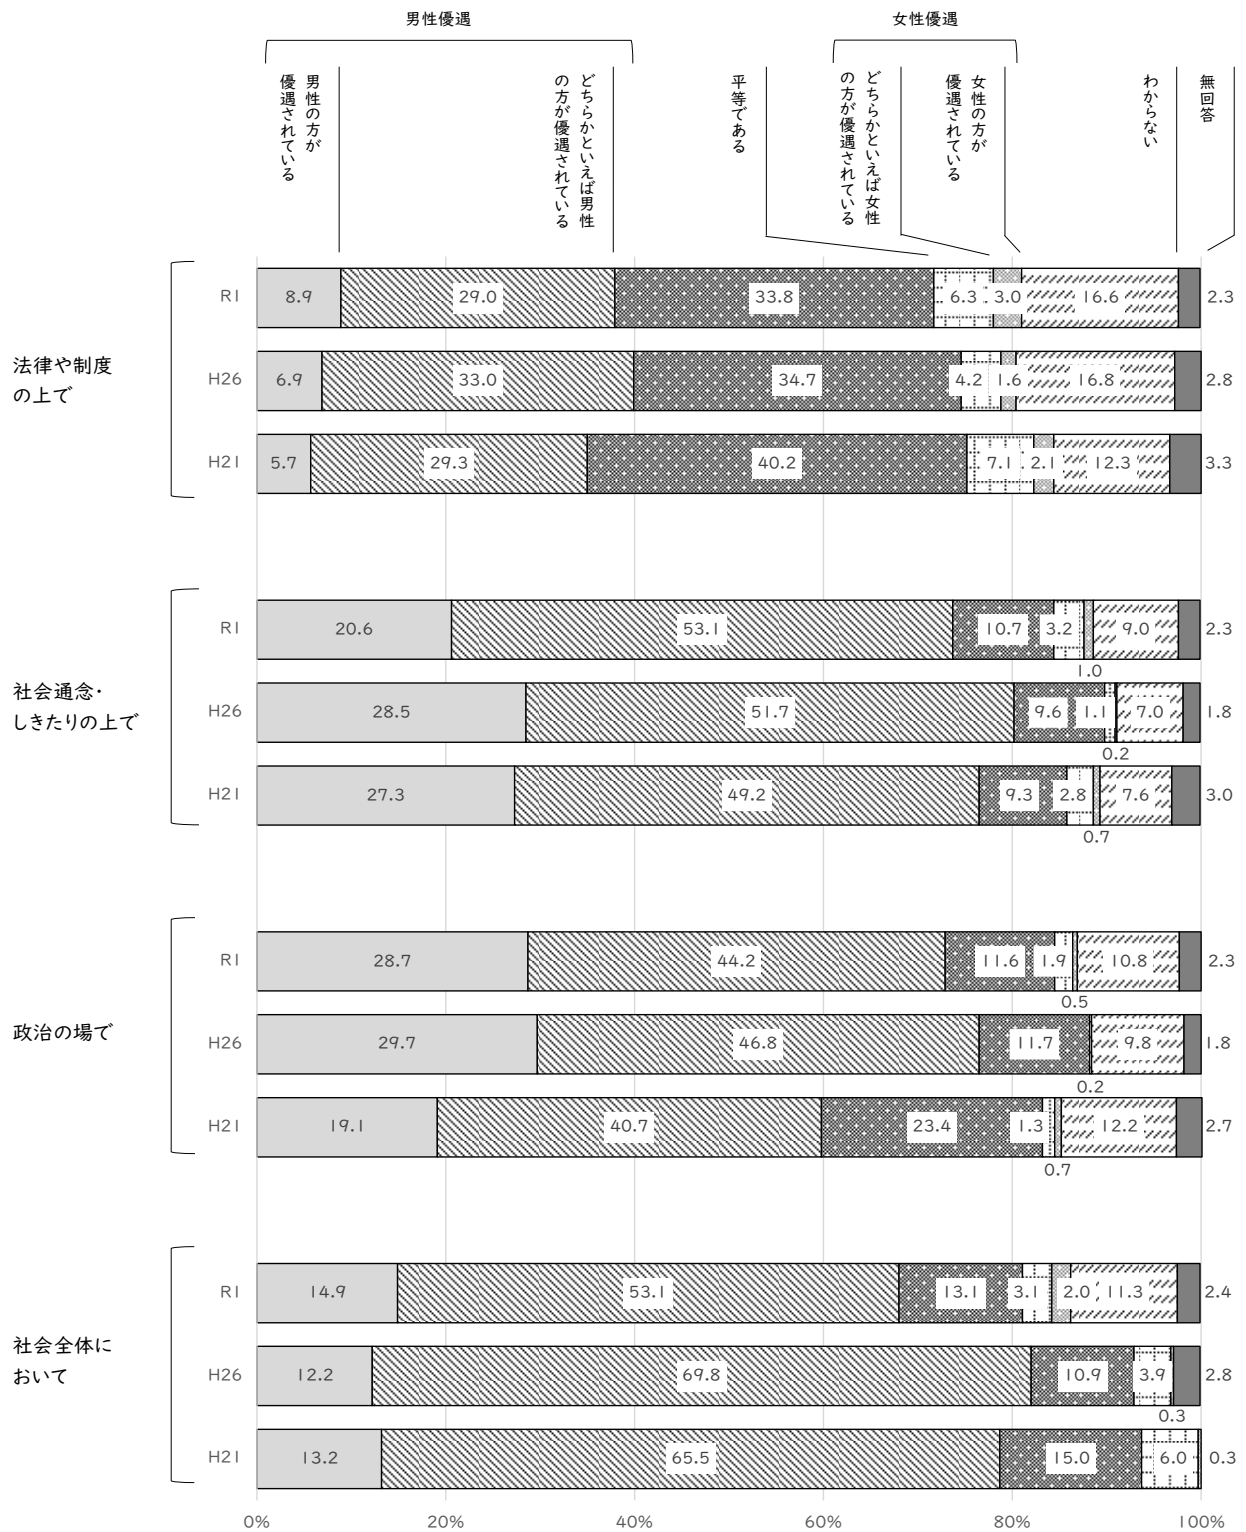 男性優遇
女性優遇
男性の方が
優遇されている
どちらかといえば男性
の方が優遇されている
平等である
どちらかといえば女性
の方が優遇されている
女性の方が
優遇されている
わからない
無回答
法律や制度
の上で
R1 8.9 29.0 33.8 6.3 3.0 16.6 2.3
H26 6.9 33.0 34.7 4.2 1.6 16.8 2.8
H21 5.7 29.3 40.2 7.1 2.1 12.3 3.3
社会通念・
しきたりの上で
R1 20.6 53.1 10.7 3.2 9.0 2.3
1.0
H26 28.5 51.7 9.6 1.1 7.0 1.8
0.2
H21 27.3 49.2 9.3 2.8 7.6 3.0
0.7
政治の場で
R1 28.7 44.2 11.6 1.9 10.8 2.3
0.5
H26 29.7 46.8 11.7 9.8 1.8
0.2
H21 19.1 40.7 23.4 1.3 12.2 2.7
0.7
社会全体に
おいて
R1 14.9 53.1 13.1 3.1 2.0 11.3 2.4
H26 12.2 69.8 10.9 3.9 2.8
0.3
H21 13.2 65.5 15.0 6.0 0.3
0% 20% 40% 60% 80% 100%